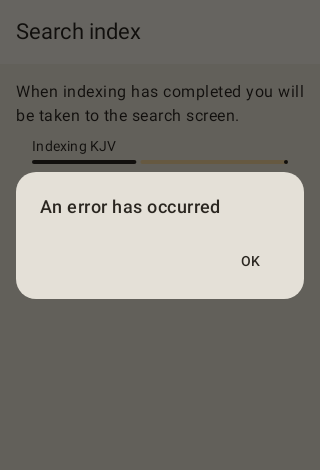 Search index
When indexing has completed you will
be taken to the search screen.
Indexing KJV
An error has occurred
OK